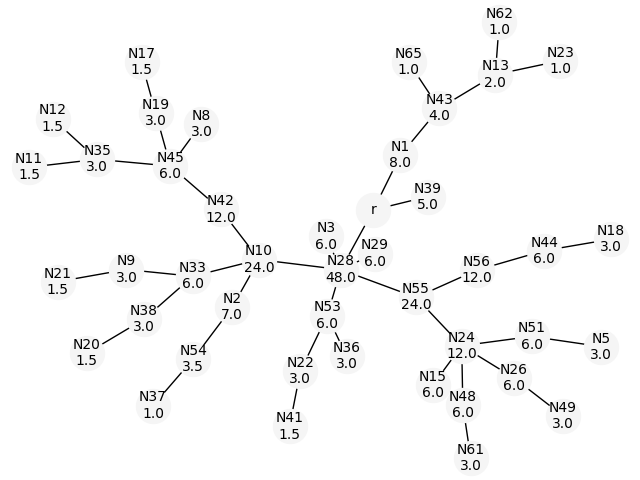 N62
1.0
N17
1.5
N65
1.0
N13
2.0
N23
1.0
N12
1.5
N19
3.0
N8
3.0
N43
4.0
N11
1.5
N35
3.0
N45
6.0
N1
8.0
N42
12.0
r
N39
5.0
N3
6.0
N29
6.0
N18
3.0
N44
6.0
N10
24.0
N28
48.0
N56
12.0
N21
1.5
N9
3.0
N33
6.0
N55
24.0
N2
7.0
N53
6.0
N38
3.0
N20
1.5
N54
3.5
N22
3.0
N36
3.0
N24
12.0
N51
6.0
N5
3.0
N37
1.0
N15
6.0
N26
6.0
N48
6.0
N49
3.0
N41
1.5
N61
3.0